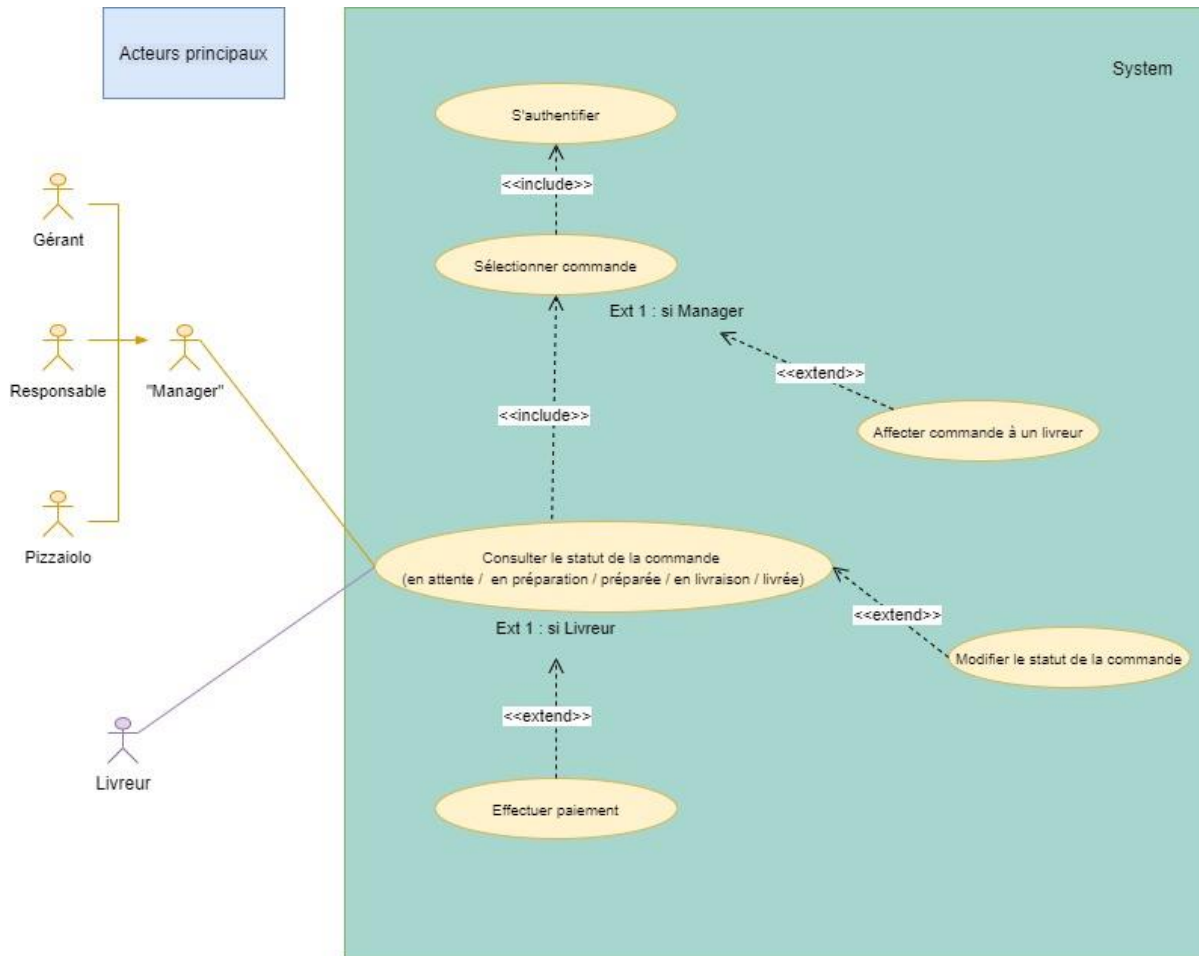 Acteurs principaux
System
S'authentifier
<<include>>
Gérant
Sélectionner commande
Ext 1 : si Manager
<<extend>>
Responsable
"Manager"
<<include>>
Affecter commande à un livreur
Pizzaiolo
Consulter le statut de la commande
(en attente / en préparation / préparée / en livraison / livrée)
Ext 1 : si Livreur
<<extend>>
Modifier le statut de la commande
<<extend>>
Livreur
Effectuer paiement